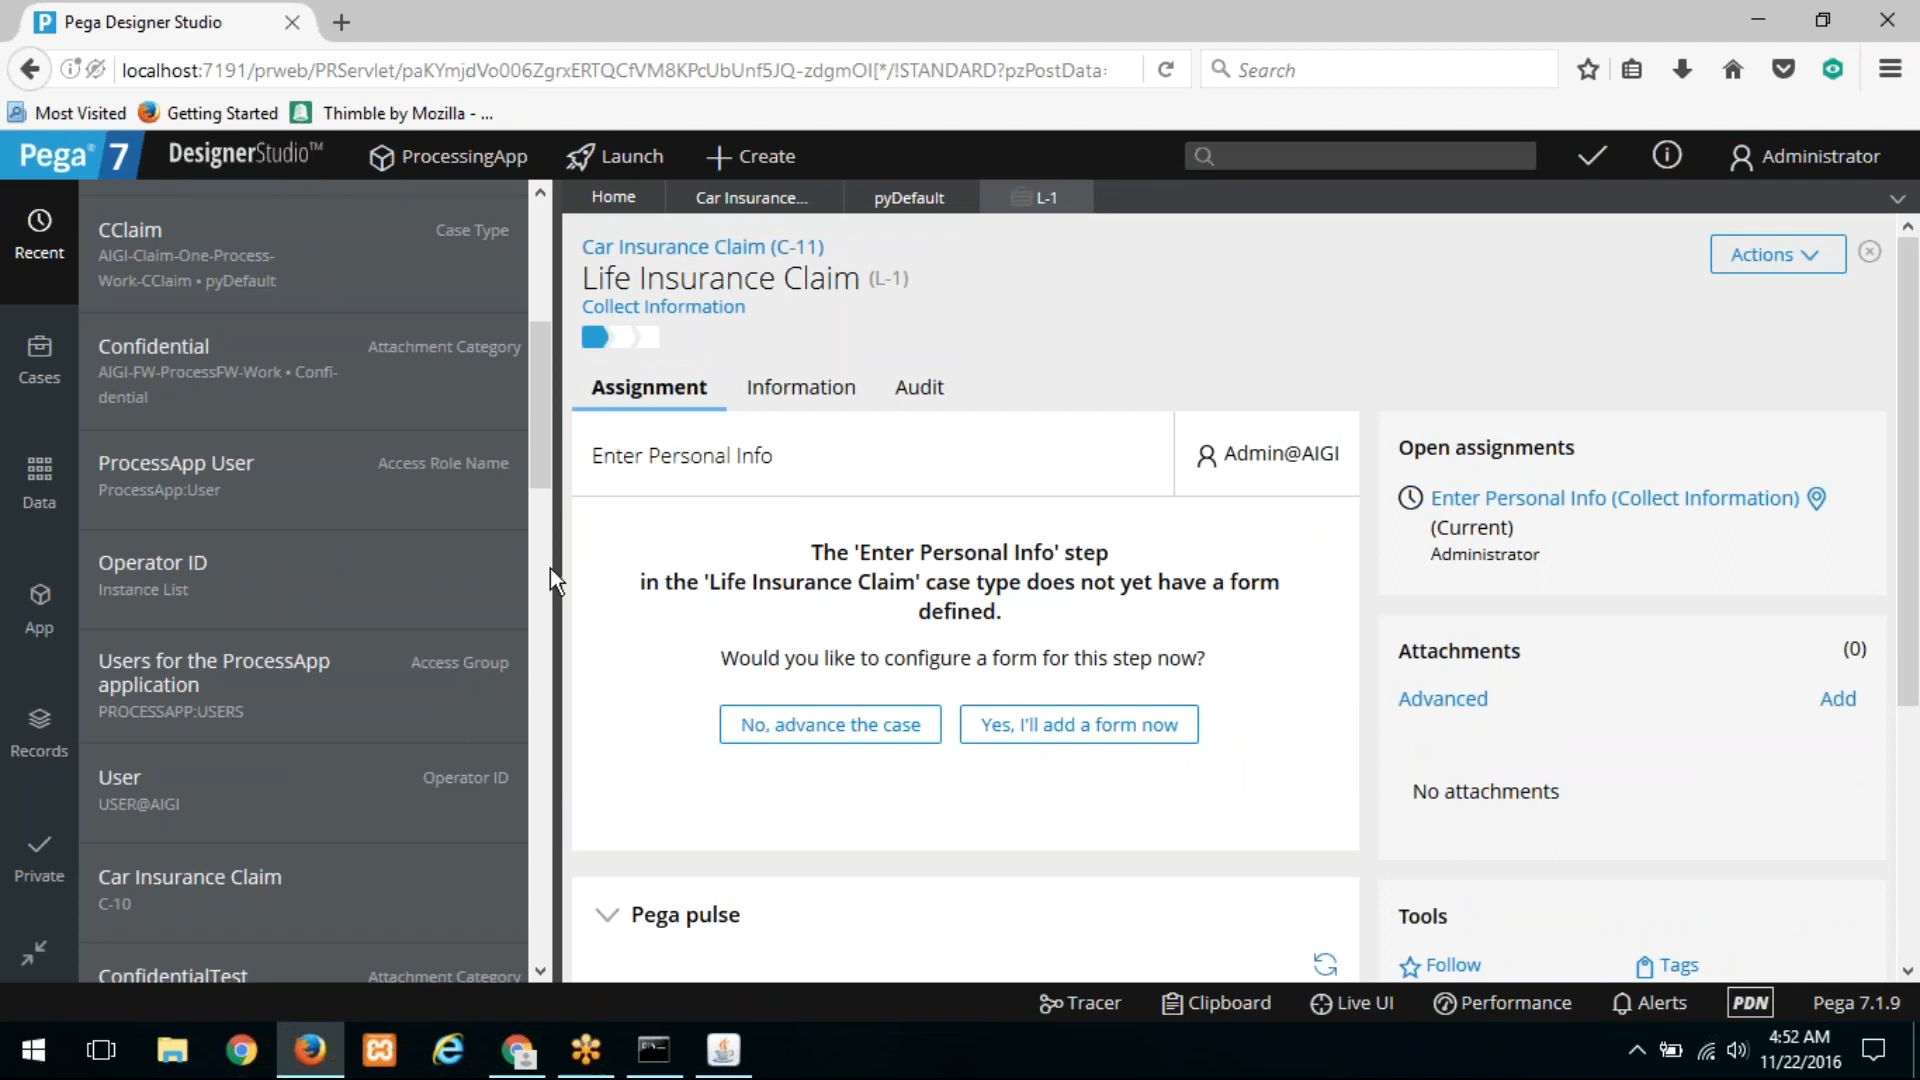 Pega Designer Studio
localhost:7191/prweb/PRServlet/paKYmjdVo006ZgrxERTQCfVM8KPcUbUnf5JQ-zdgmOI[*/!STANDARD?pzPostData:
Search
Most Visited
Getting Started
Thimble by Mozilla - ...
Pega 7
DesignerStudio™
ProcessingApp
Launch
Create
Administrator
Recent
Cases
Data
App
Records
Private
CClaim
Case Type
AIGI-Claim-One-Process-
Work-CClaim • pyDefault
Confidential
Attachment Category
AIGI-FW-ProcessFW-Work • Confi-
dential
ProcessApp User
Access Role Name
ProcessApp:User
Operator ID
Instance List
Users for the ProcessApp
application
Access Group
PROCESSAPP:USERS
User
Operator ID
USER@AIGI
Car Insurance Claim
C-10
ConfidentialTest
Attachment Category
Home
Car Insurance...
pyDefault
L-1
Car Insurance Claim (C-11)
Life Insurance Claim (L-1)
Collect Information
Actions
Assignment
Information
Audit
Enter Personal Info
Admin@AIGI
The 'Enter Personal Info' step
in the 'Life Insurance Claim' case type does not yet have a form
defined.
Would you like to configure a form for this step now?
No, advance the case
Yes, I'll add a form now
Pega pulse
Open assignments
Enter Personal Info (Collect Information)
(Current)
Administrator
Attachments
(0)
Advanced
Add
No attachments
Tools
Follow
Tags
Tracer
Clipboard
Live UI
Performance
Alerts
PDN
Pega 7.1.9
4:52 AM
11/22/2016